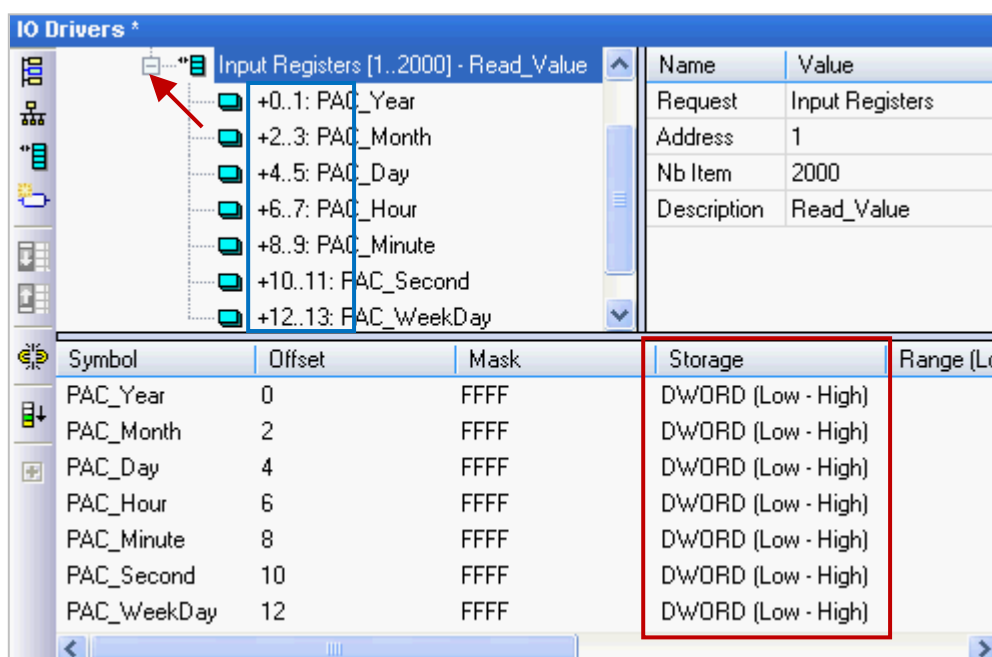 IO Drivers *
Input Registers [1..2000] - Read_Value
+0..1: PAC_Year
+2..3: PAC_Month
+4..5: PAC_Day
+6..7: PAC_Hour
+8..9: PAC_Minute
+10..11: PAC_Second
+12..13: PAC_WeekDay
Name Value
Request Input Registers
Address 1
Nb Item 2000
Description Read_Value
Symbol Offset Mask Storage Range (Lo
PAC_Year 0 FFFF DWORD (Low - High)
PAC_Month 2 FFFF DWORD (Low - High)
PAC_Day 4 FFFF DWORD (Low - High)
PAC_Hour 6 FFFF DWORD (Low - High)
PAC_Minute 8 FFFF DWORD (Low - High)
PAC_Second 10 FFFF DWORD (Low - High)
PAC_WeekDay 12 FFFF DWORD (Low - High)